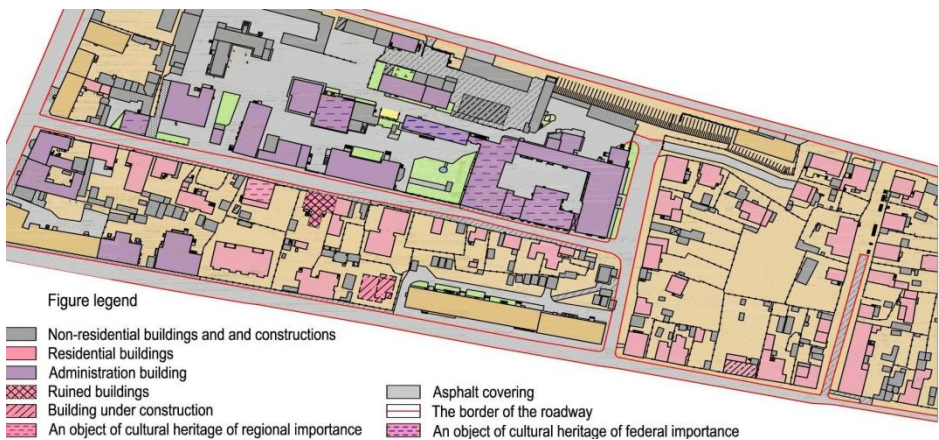 Figure legend
Non-residential buildings and and constructions
Residential buildings
Administration building
Ruined buildings
Building under construction
An object of cultural heritage of regional importance
Asphalt covering
The border of the roadway
An object of cultural heritage of federal importance